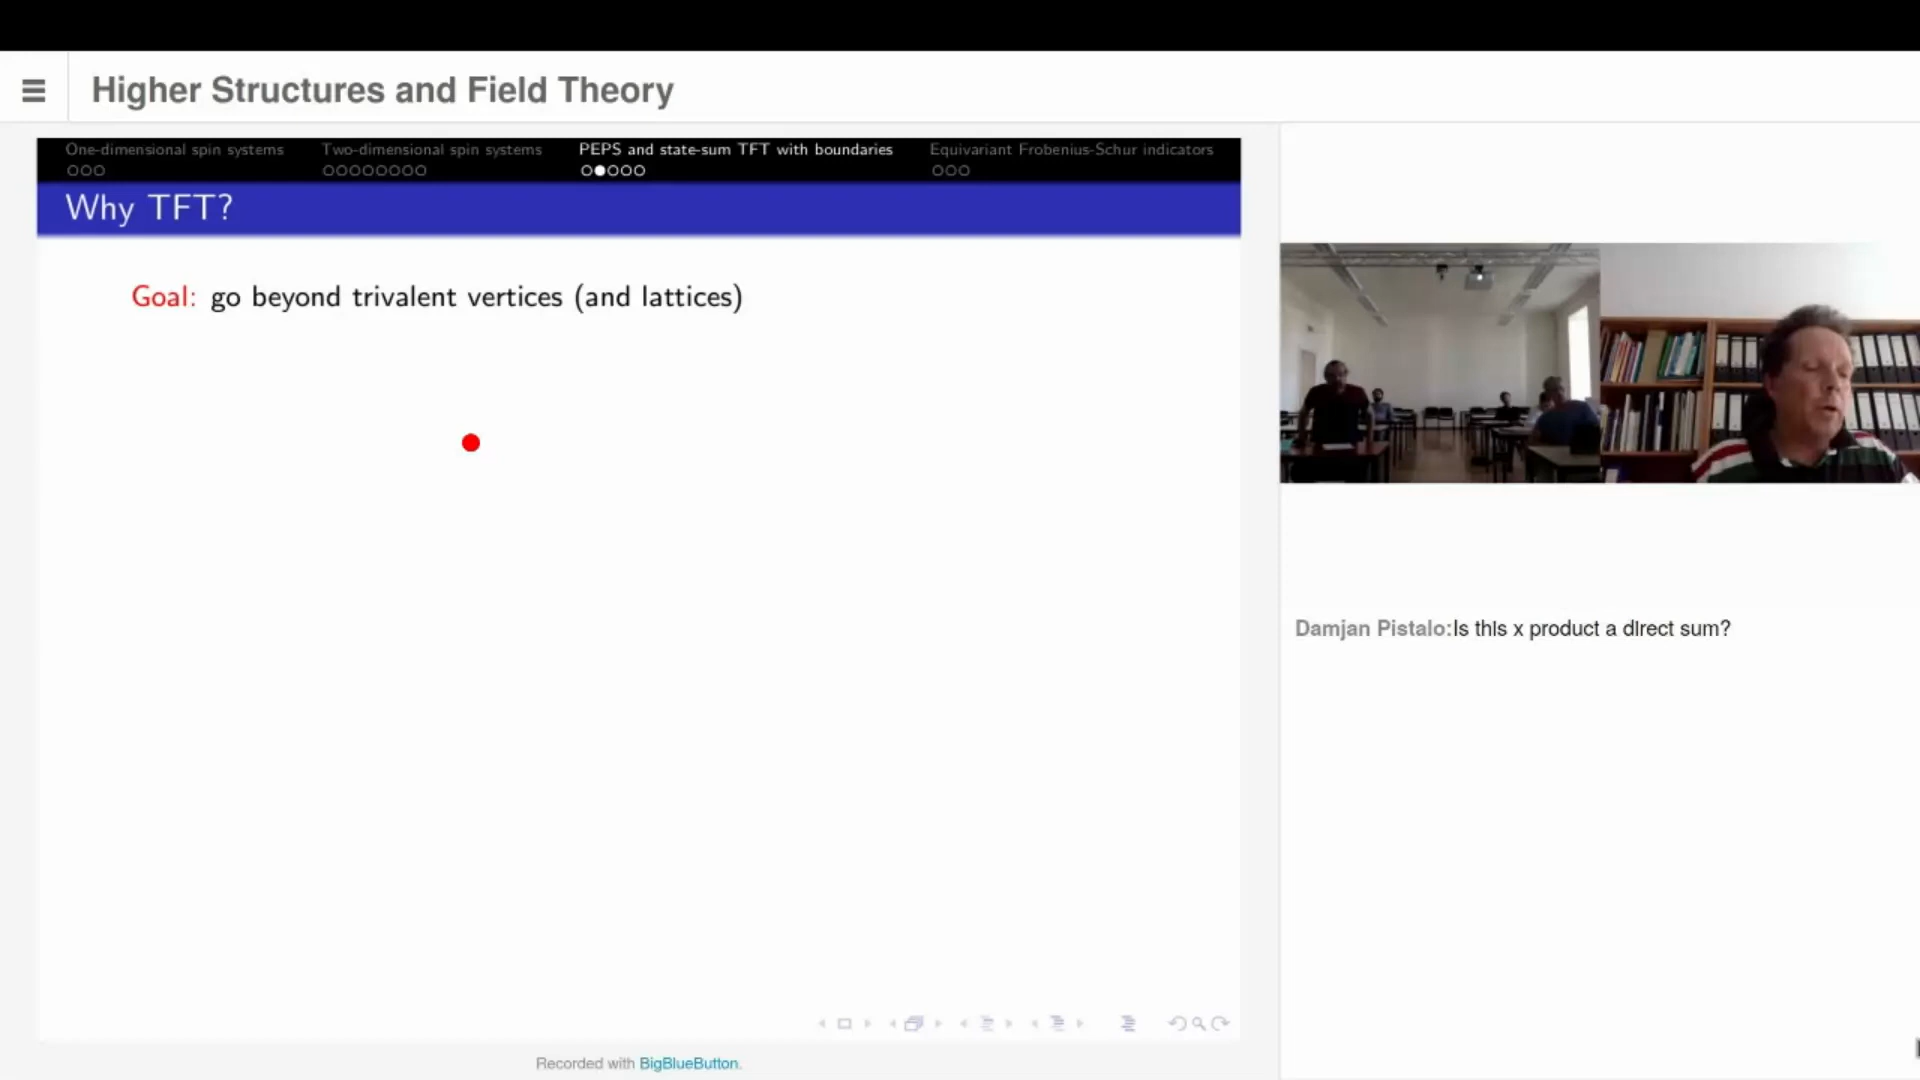 Higher Structures and Field Theory
One-dimensional spin systems
Two-dimensional spin systems
PEPS and state-sum TFT with boundaries
Equivariant Frobenius-Schur indicators
Why TFT?
Goal: go beyond trivalent vertices (and lattices)
Damjan Pistalo:Is this x product a direct sum?
Recorded with BigBlueButton.